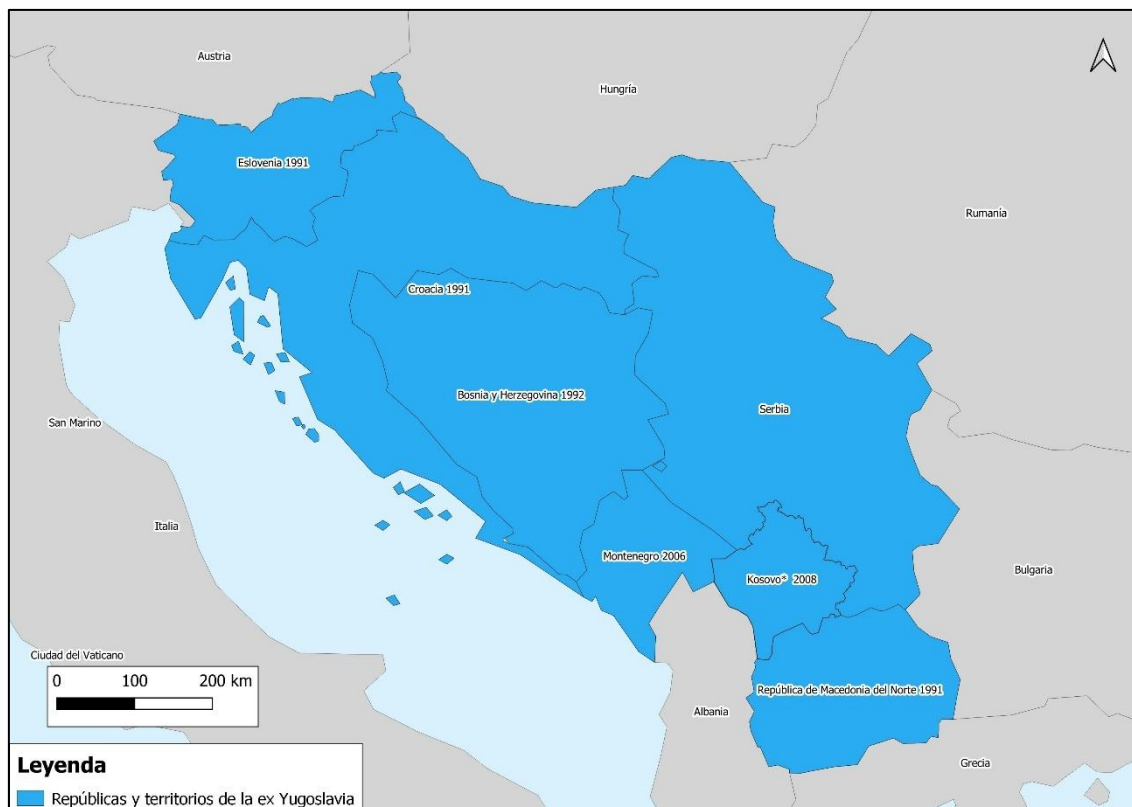 Austria
Hungría
Eslovenia 1991
Rumanía
Croacia 1991
Bosnia y Herzegovina 1992
Serbia
San Marino
Italia
Montenegro 2006
Kosovo* 2008
Bulgaria
Ciudad del Vaticano
0 100 200 km
República de Macedonia del Norte 1991
Albania
Grecia
Leyenda
Repúblicas y territorios de la ex Yugoslavia